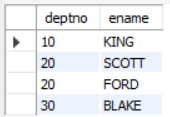 deptno ename
10 KING
20 SCOTT
20 FORD
30 BLAKE